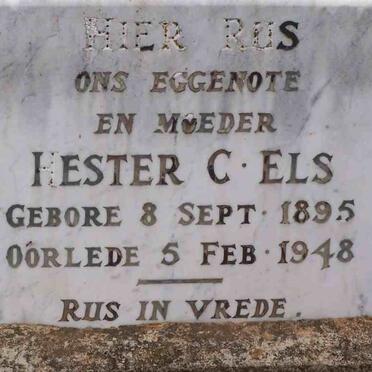 HIER RUS
ONS EGGENOTE
EN MOEDER
HESTER C. ELS
GEBORE 8 SEPT. 1895
OORLEDE 5 FEB. 1948
RUS IN VREDE.